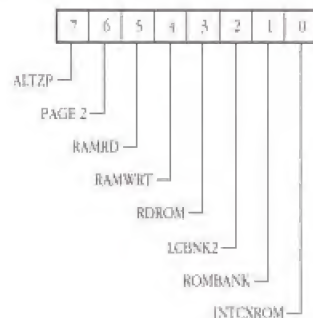 7 6 5 4 3 2 1 0
ALTZP
PAGE 2
RAMRD
RAMWRT
RDROM
LCBNK2
ROMBANK
INTCXROM